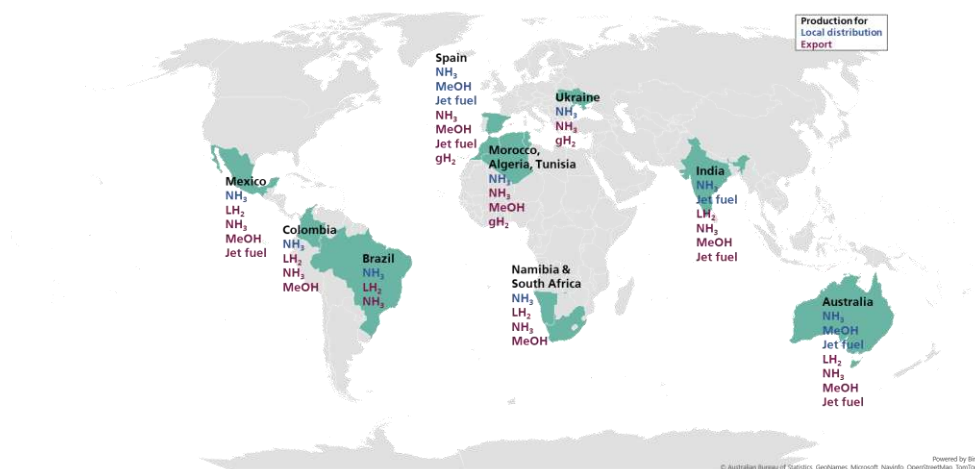 Production for
Local distribution
Export
Spain
NH₃
MeOH
Jet fuel
NH₃
MeOH
Jet fuel
gH₂
Ukraine
NH₃
NH₃
gH₂
Morocco,
Algeria, Tunisia
NH₃
NH₃
MeOH
gH₂
India
NH₃
Jet fuel
LH₂
NH₃
MeOH
Jet fuel
Mexico
NH₃
LH₂
NH₃
MeOH
Jet fuel
Colombia
NH₃
LH₂
NH₃
MeOH
Brazil
NH₃
LH₂
NH₃
Namibia &
South Africa
NH₃
LH₂
NH₃
MeOH
Australia
NH₃
MeOH
Jet fuel
LH₂
NH₃
MeOH
Jet fuel
Powered by Bi
© Australian Bureau of Statistics, GeoNames, Microsoft, Navinfo, OpenStreetMap, TomTo